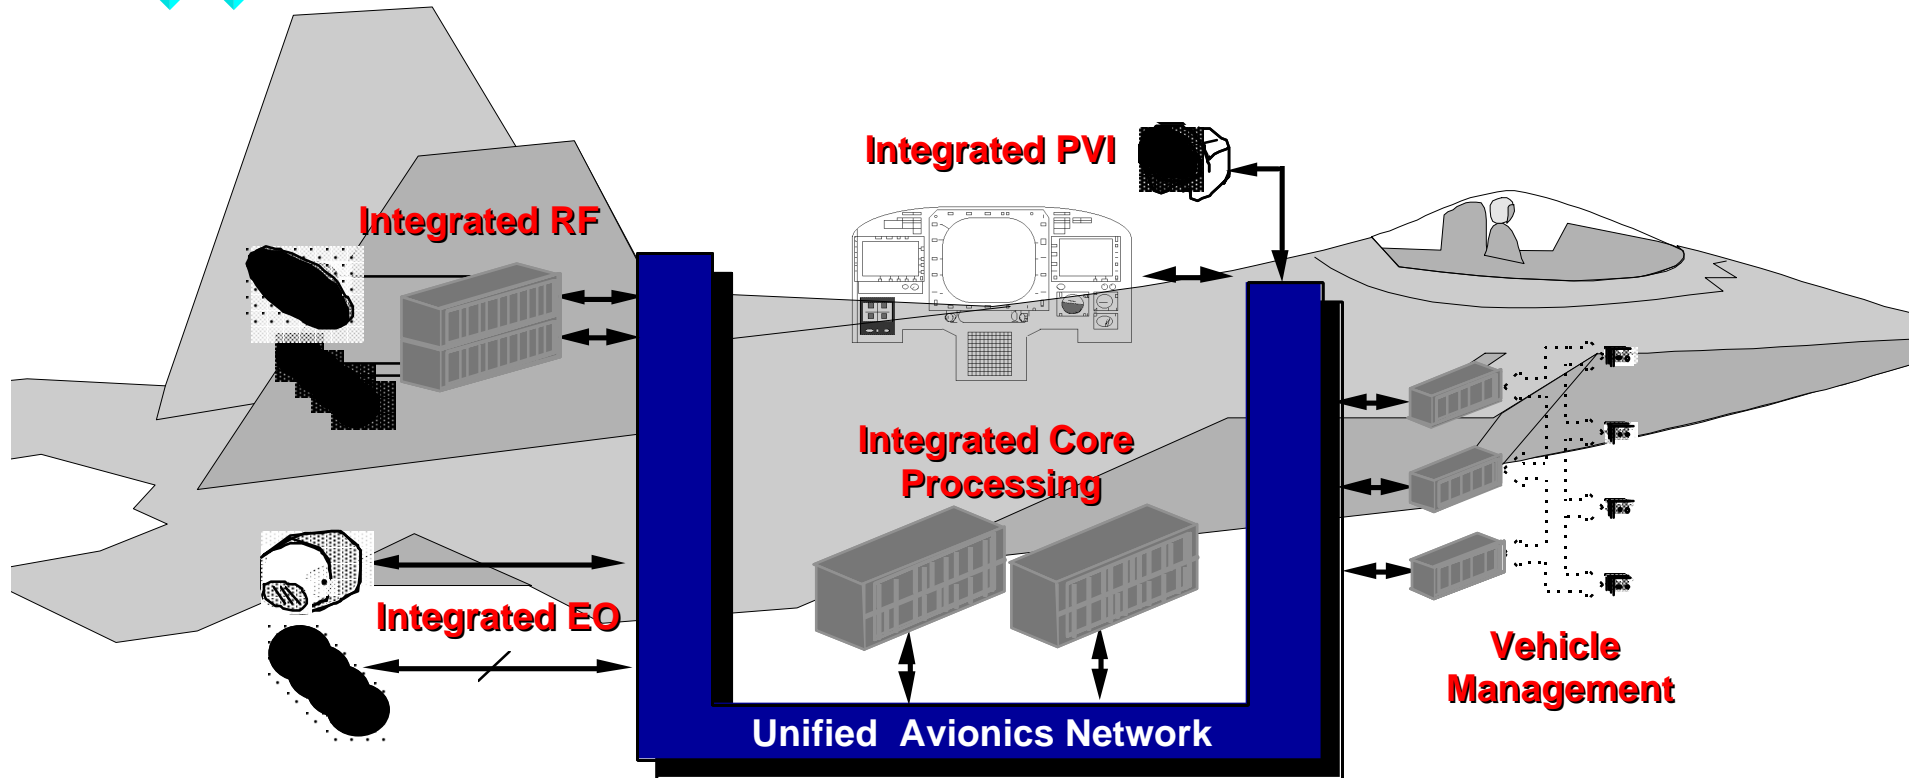 Integrated PVI
Integrated RF
Integrated Core
Processing
Integrated EO
Vehicle
Management
Unified Avionics Network